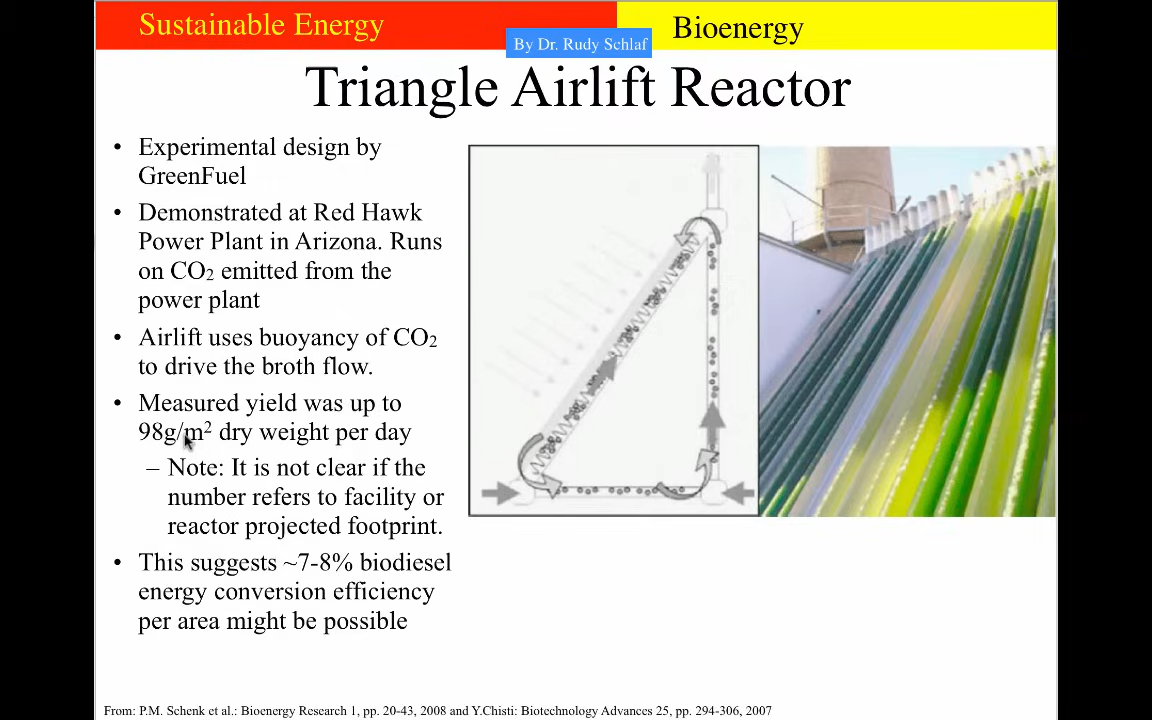 Sustainable Energy
By Dr. Rudy Schlaf
Bioenergy
Triangle Airlift Reactor
• Experimental design by
GreenFuel
• Demonstrated at Red Hawk
Power Plant in Arizona. Runs
on CO2 emitted from the
power plant
• Airlift uses buoyancy of CO2
to drive the broth flow.
• Measured yield was up to
98g/m2 dry weight per day
– Note: It is not clear if the
number refers to facility or
reactor projected footprint.
• This suggests ~7-8% biodiesel
energy conversion efficiency
per area might be possible
From: P.M. Schenk et al.: Bioenergy Research 1, pp. 20-43, 2008 and Y.Chisti: Biotechnology Advances 25, pp. 294-306, 2007